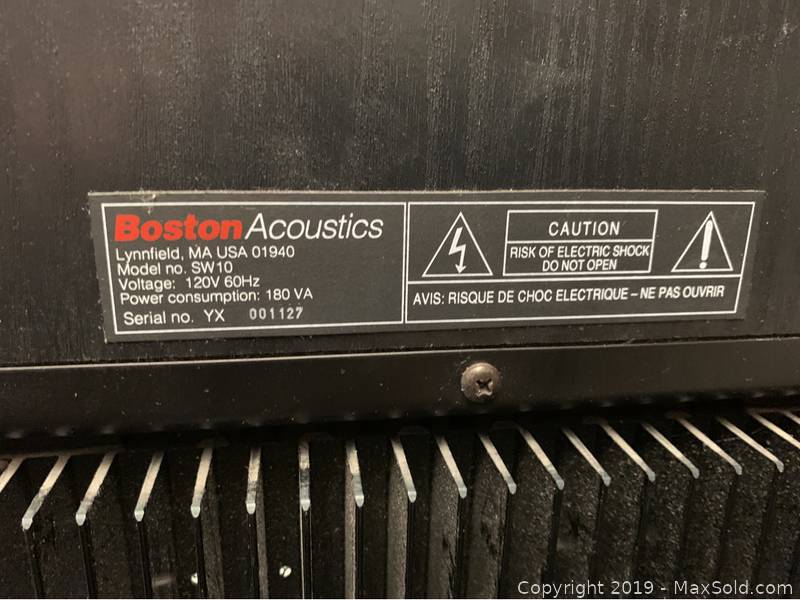 Boston Acoustics
Lynnfield, MA USA 01940
Model no. SW10
Voltage: 120V 60Hz
Power consumption: 180 VA
Serial no. YX 001127
CAUTION
RISK OF ELECTRIC SHOCK
DO NOT OPEN
AVIS: RISQUE DE CHOC ELECTRIQUE – NE PAS OUVRIR
Copyright © 2019 - MaxSold.com